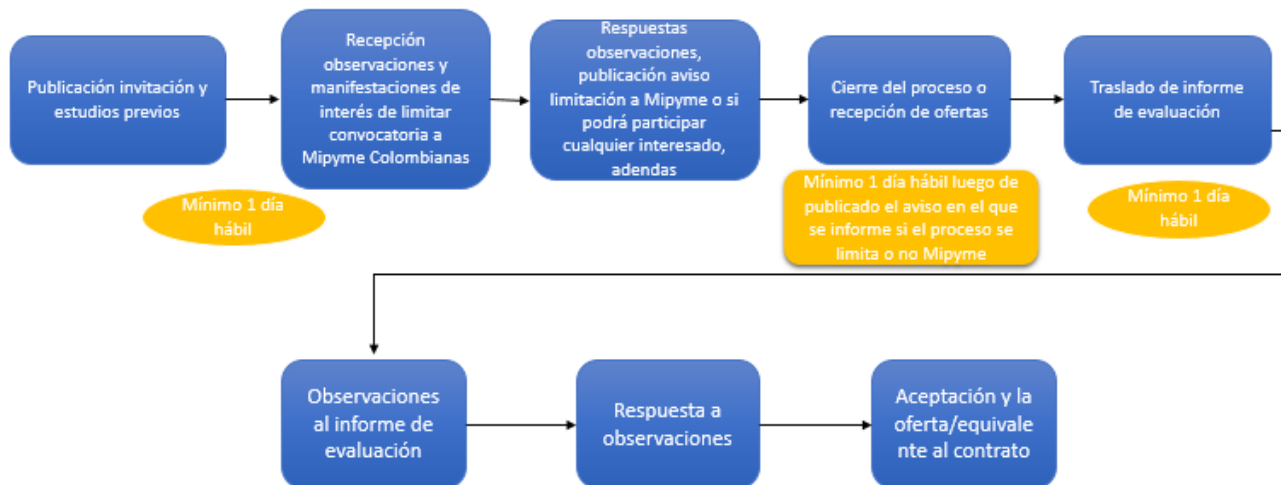 Publicación invitación y
estudios previos
Recepción
observaciones y
manifestaciones de
interés de limitar
convocatoria a
Mipyme Colombianas
Respuestas
observaciones,
publicación aviso
limitación a Mipyme o si
podrá participar
cualquier interesado,
adendas
Cierre del proceso o
recepción de ofertas
Traslado de informe
de evaluación
Mínimo 1 día
hábil
Mínimo 1 día hábil luego de
publicado el aviso en el que
se informe si el proceso se
limita o no Mipyme
Mínimo 1 día
hábil
Observaciones
al informe de
evaluación
Respuesta a
observaciones
Aceptación y la
oferta/equivale
nte al contrato